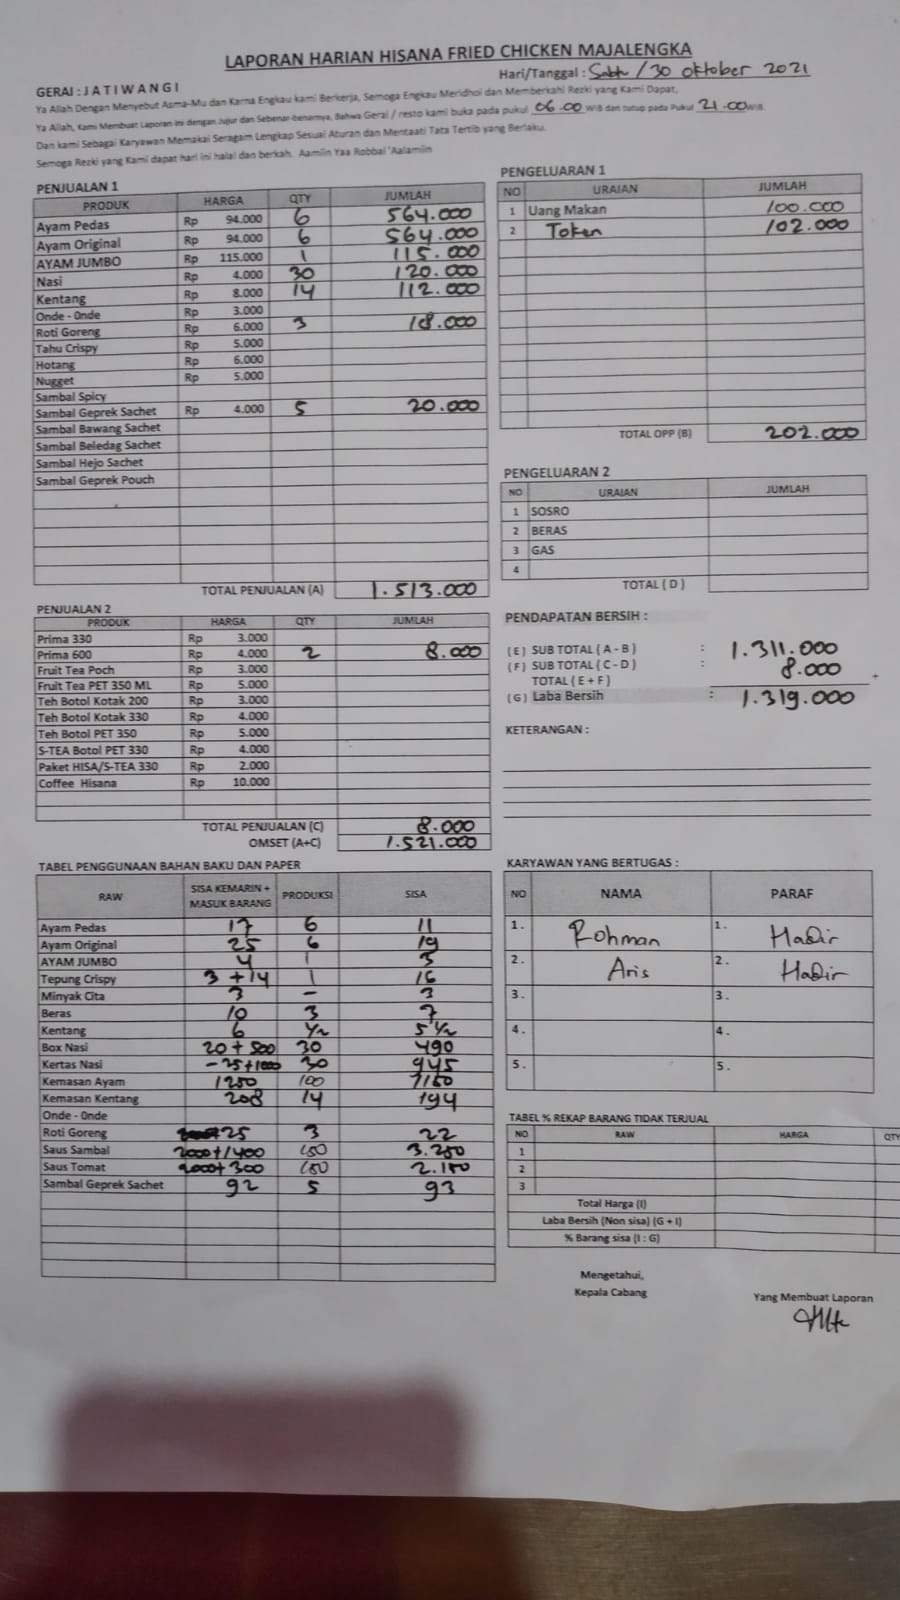 LAPORAN HARIAN HISANA FRIED CHICKEN MAJALENGKA
GERAI : J A T I W A N G I
Hari/Tanggal : Sabtu / 30 Oktober 2021
Ya Allah Dengan Menyebut Asma-Mu dan Karna Engkau kami Berkerja, Semoga Engkau Meridhoi dan Memberkahi Rezki yang Kami Dapat,
Ya Allah, Kami Membuat Laporan ini dengan Jujur dan Sebenar-benarnya, Bahwa Gerai / resto kami buka pada pukul 06.00 WIB dan tutup pada Pukul 21.00 WIB.
Dan kami Sebagai Karyawan Memakai Seragam Lengkap Sesuai Aturan dan Mentaati Tata Tertib yang Berlaku.
Semoga Rezki yang Kami dapat hari ini halal dan berkah. Aamiin Yaa Robbal 'Aalamiin
PENJUALAN 1
PRODUK HARGA QTY JUMLAH
Ayam Pedas Rp 94.000 6 564.000
Ayam Original Rp 94.000 6 564.000
AYAM JUMBO Rp 115.000 1 115.000
Nasi Rp 4.000 30 120.000
Kentang Rp 8.000 14 112.000
Onde - Onde Rp 3.000
Roti Goreng Rp 6.000 3 18.000
Tahu Crispy Rp 5.000
Hotang Rp 6.000
Nugget Rp 5.000
Sambal Spicy
Sambal Geprek Sachet Rp 4.000 5 20.000
Sambal Bawang Sachet
Sambal Beledag Sachet
Sambal Hejo Sachet
Sambal Geprek Pouch
TOTAL PENJUALAN (A) 1.513.000
PENGELUARAN 1
NO URAIAN JUMLAH
1 Uang Makan 100.000
2 Token 102.000
TOTAL OPP (B) 202.000
PENGELUARAN 2
NO URAIAN JUMLAH
1 SOSRO
2 BERAS
3 GAS
4
TOTAL ( D )
PENJUALAN 2
PRODUK HARGA QTY JUMLAH
Prima 330 Rp 3.000
Prima 600 Rp 4.000 2 8.000
Fruit Tea Poch Rp 3.000
Fruit Tea PET 350 ML Rp 5.000
Teh Botol Kotak 200 Rp 3.000
Teh Botol Kotak 330 Rp 4.000
Teh Botol PET 350 Rp 5.000
S-TEA Botol PET 330 Rp 4.000
Paket HISA/S-TEA 330 Rp 2.000
Coffee Hisana Rp 10.000
TOTAL PENJUALAN (C) 8.000
OMSET (A+C) 1.521.000
PENDAPATAN BERSIH :
( E ) SUB TOTAL ( A - B ) : 1.311.000
( F ) SUB TOTAL ( C - D ) : 8.000
TOTAL ( E + F ) +
( G ) Laba Bersih : 1.319.000
KETERANGAN :
TABEL PENGGUNAAN BAHAN BAKU DAN PAPER
RAW SISA KEMARIN + MASUK BARANG PRODUKSI SISA
Ayam Pedas 17 6 11
Ayam Original 25 6 19
AYAM JUMBO 4 1 3
Tepung Crispy 3 + 14 1 16
Minyak Cita 3 - 3
Beras 10 3 7
Kentang 6 1/2 5 1/2
Box Nasi 20 + 500 30 490
Kertas Nasi - 25 + 1000 30 945
Kemasan Ayam 1250 100
Kemasan Kentang 208 14 194
Onde - Onde
Roti Goreng 25 3 22
Saus Sambal 2000 + 1400 150 3.250
Saus Tomat 2000 + 300 150 2.150
Sambal Geprek Sachet 92 5 93
KARYAWAN YANG BERTUGAS :
NO NAMA PARAF
1. Rohman 1. Hadir
2. Aris 2. Hadir
3. 3.
4. 4.
5. 5.
TABEL % REKAP BARANG TIDAK TERJUAL
NO RAW HARGA QTY
1
2
3
Total Harga (I)
Laba Bersih (Non sisa) (G + I)
% Barang sisa (I : G)
Mengetahui,
Kepala Cabang
Yang Membuat Laporan